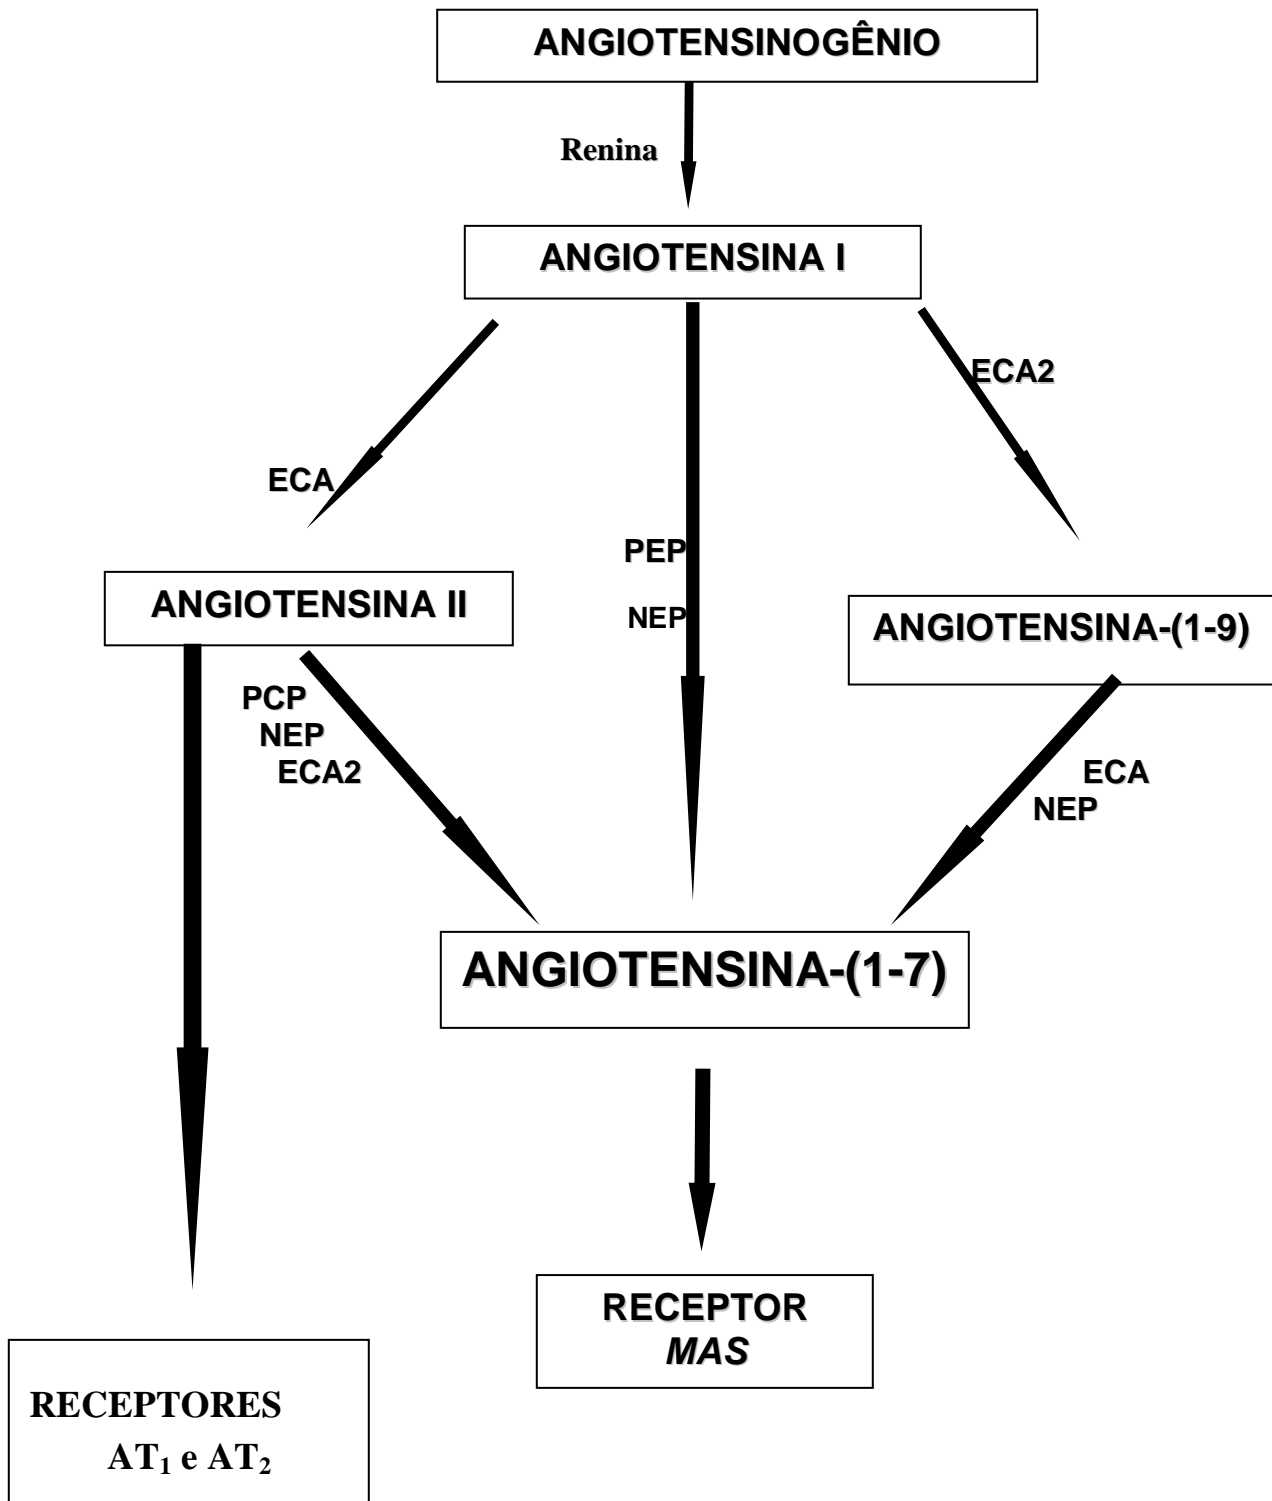 ANGIOTENSINOGÊNIO
Renina
ANGIOTENSINA I
ECA2
ECA
PEP
NEP
ANGIOTENSINA II
ANGIOTENSINA-(1-9)
PCP
NEP
ECA2
ECA
NEP
ANGIOTENSINA-(1-7)
RECEPTOR
MAS
RECEPTORES
AT₁ e AT₂